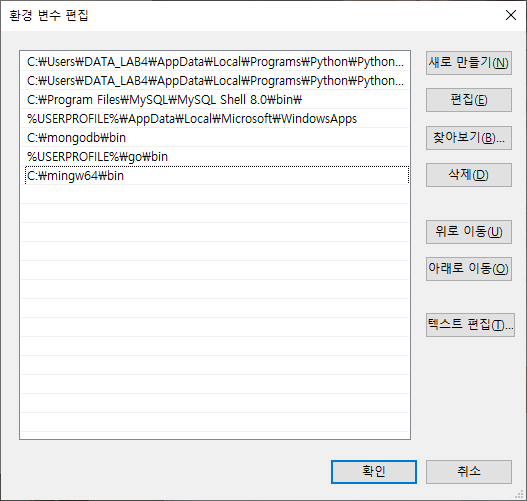 환경 변수 편집
C:₩Users₩DATA_LAB4₩AppData₩Local₩Programs₩Python₩Python...
C:₩Users₩DATA_LAB4₩AppData₩Local₩Programs₩Python₩Python...
C:₩Program Files₩MySQL₩MySQL Shell 8.0₩bin₩
%USERPROFILE%₩AppData₩Local₩Microsoft₩WindowsApps
C:₩mongodb₩bin
%USERPROFILE%₩go₩bin
C:₩mingw64₩bin
새로 만들기(N)
편집(E)
찾아보기(B)...
삭제(D)
위로 이동(U)
아래로 이동(O)
텍스트 편집(T)...
확인
취소